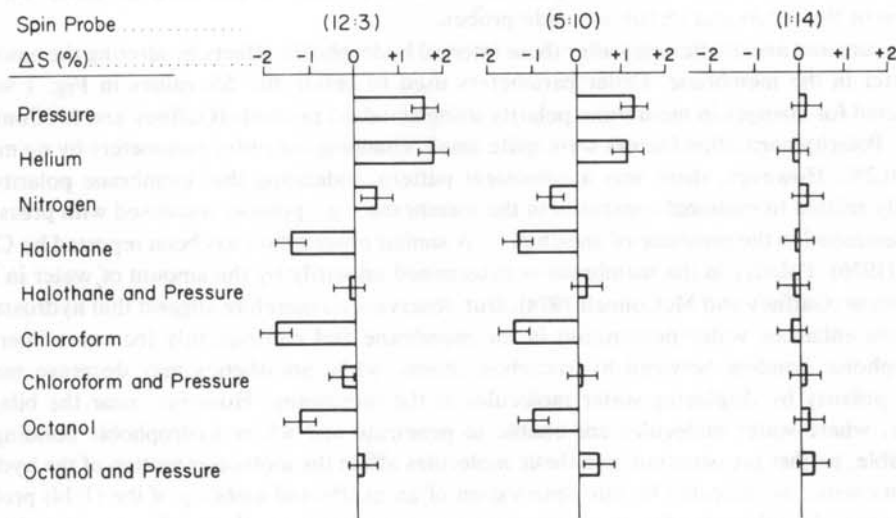 Spin Probe .............. (12:3) (5:10) (1:14)
ΔS (%)................. -2 -1 0 +1 +2 -2 -1 0 +1 +2 -1 0 +1 +2
Pressure
Helium
Nitrogen
Halothane
Halothane and Pressure
Chloroform
Chloroform and Pressure
Octanol
Octanol and Pressure